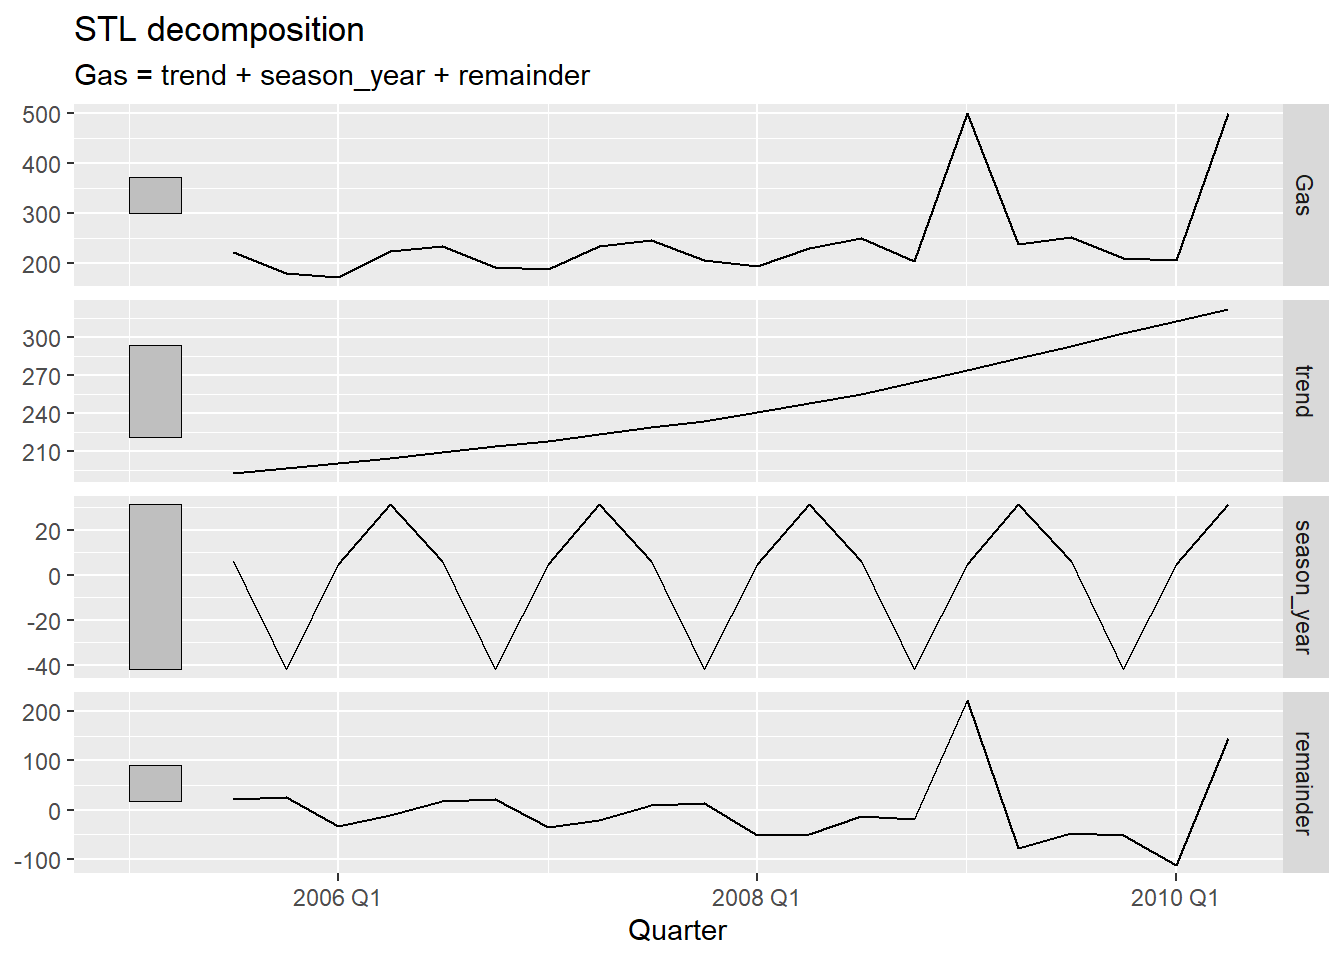 STL decomposition
Gas = trend + season_year + remainder
500
400
300
200
Gas
300
270
240
210
trend
20
0
-20
-40
season_year
200
100
0
-100
remainder
2006 Q1
2008 Q1
2010 Q1
Quarter